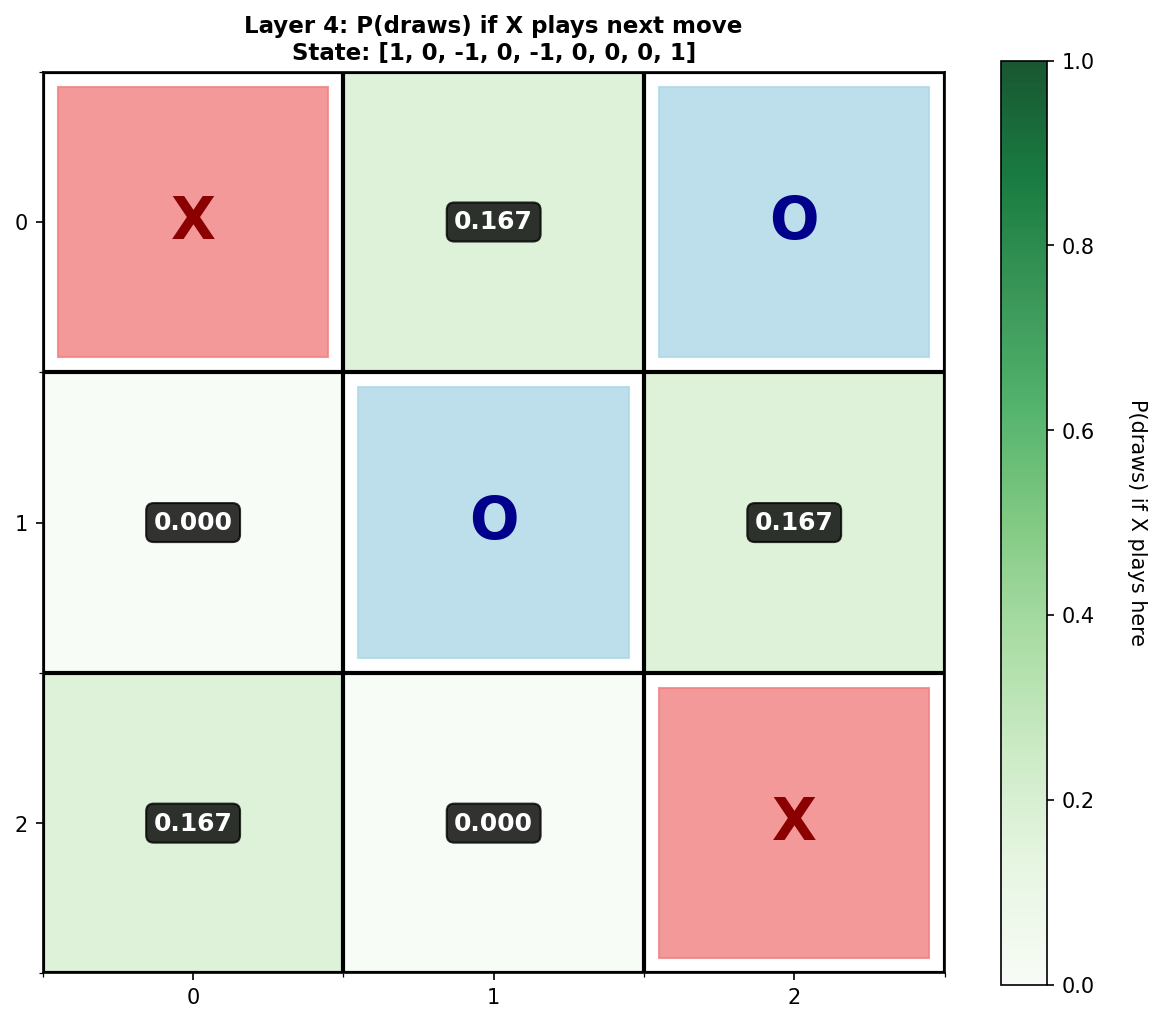 Layer 4: P(draws) if X plays next move
State: [1, 0, -1, 0, -1, 0, 0, 0, 1]
X
0.167
O
0.000
O
0.167
0.167
0.000
X
0
1
2
0
1
2
1.0
0.8
0.6
0.4
0.2
0.0
P(draws) if X plays here